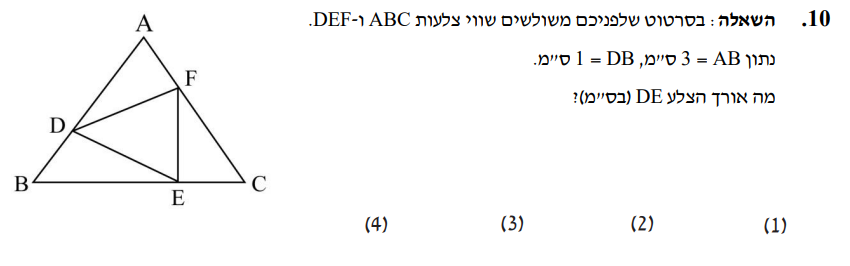 10. השאלה: בסרטוט שלפניכם משולשים שווי צלעות ABC ו-DEF.
נתון AB = 3 ס״מ, DB = 1 ס״מ.
מה אורך הצלע DE (בס״מ)?
A
F
D
B
E
C
(1) (2) (3) (4)